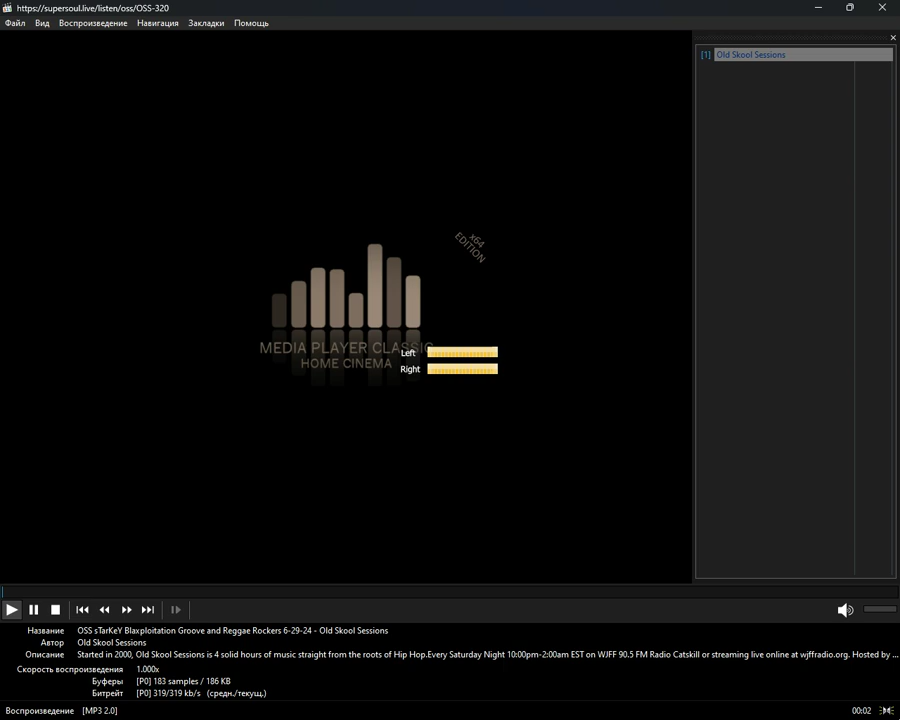 https://supersoul.live/listen/oss/OSS-320
Файл Вид Воспроизведение Навигация Закладки Помощь
[1] Old Skool Sessions
x64
EDITION
MEDIA PLAYER CLASSIC
HOME CINEMA
Left
Right
Название OSS sTarKeY Blaxploitation Groove and Reggae Rockers 6-29-24 - Old Skool Sessions
Автор Old Skool Sessions
Описание Started in 2000, Old Skool Sessions is 4 solid hours of music straight from the roots of Hip Hop.Every Saturday Night 10:00pm-2:00am EST on WJFF 90.5 FM Radio Catskill or streaming live online at wjffradio.org. Hosted by ...
Скорость воспроизведения 1.000x
Буферы [P0] 183 samples / 186 KB
Битрейт [P0] 319/319 kb/s (средн./текущ.)
Воспроизведение [MP3 2.0] 00:02